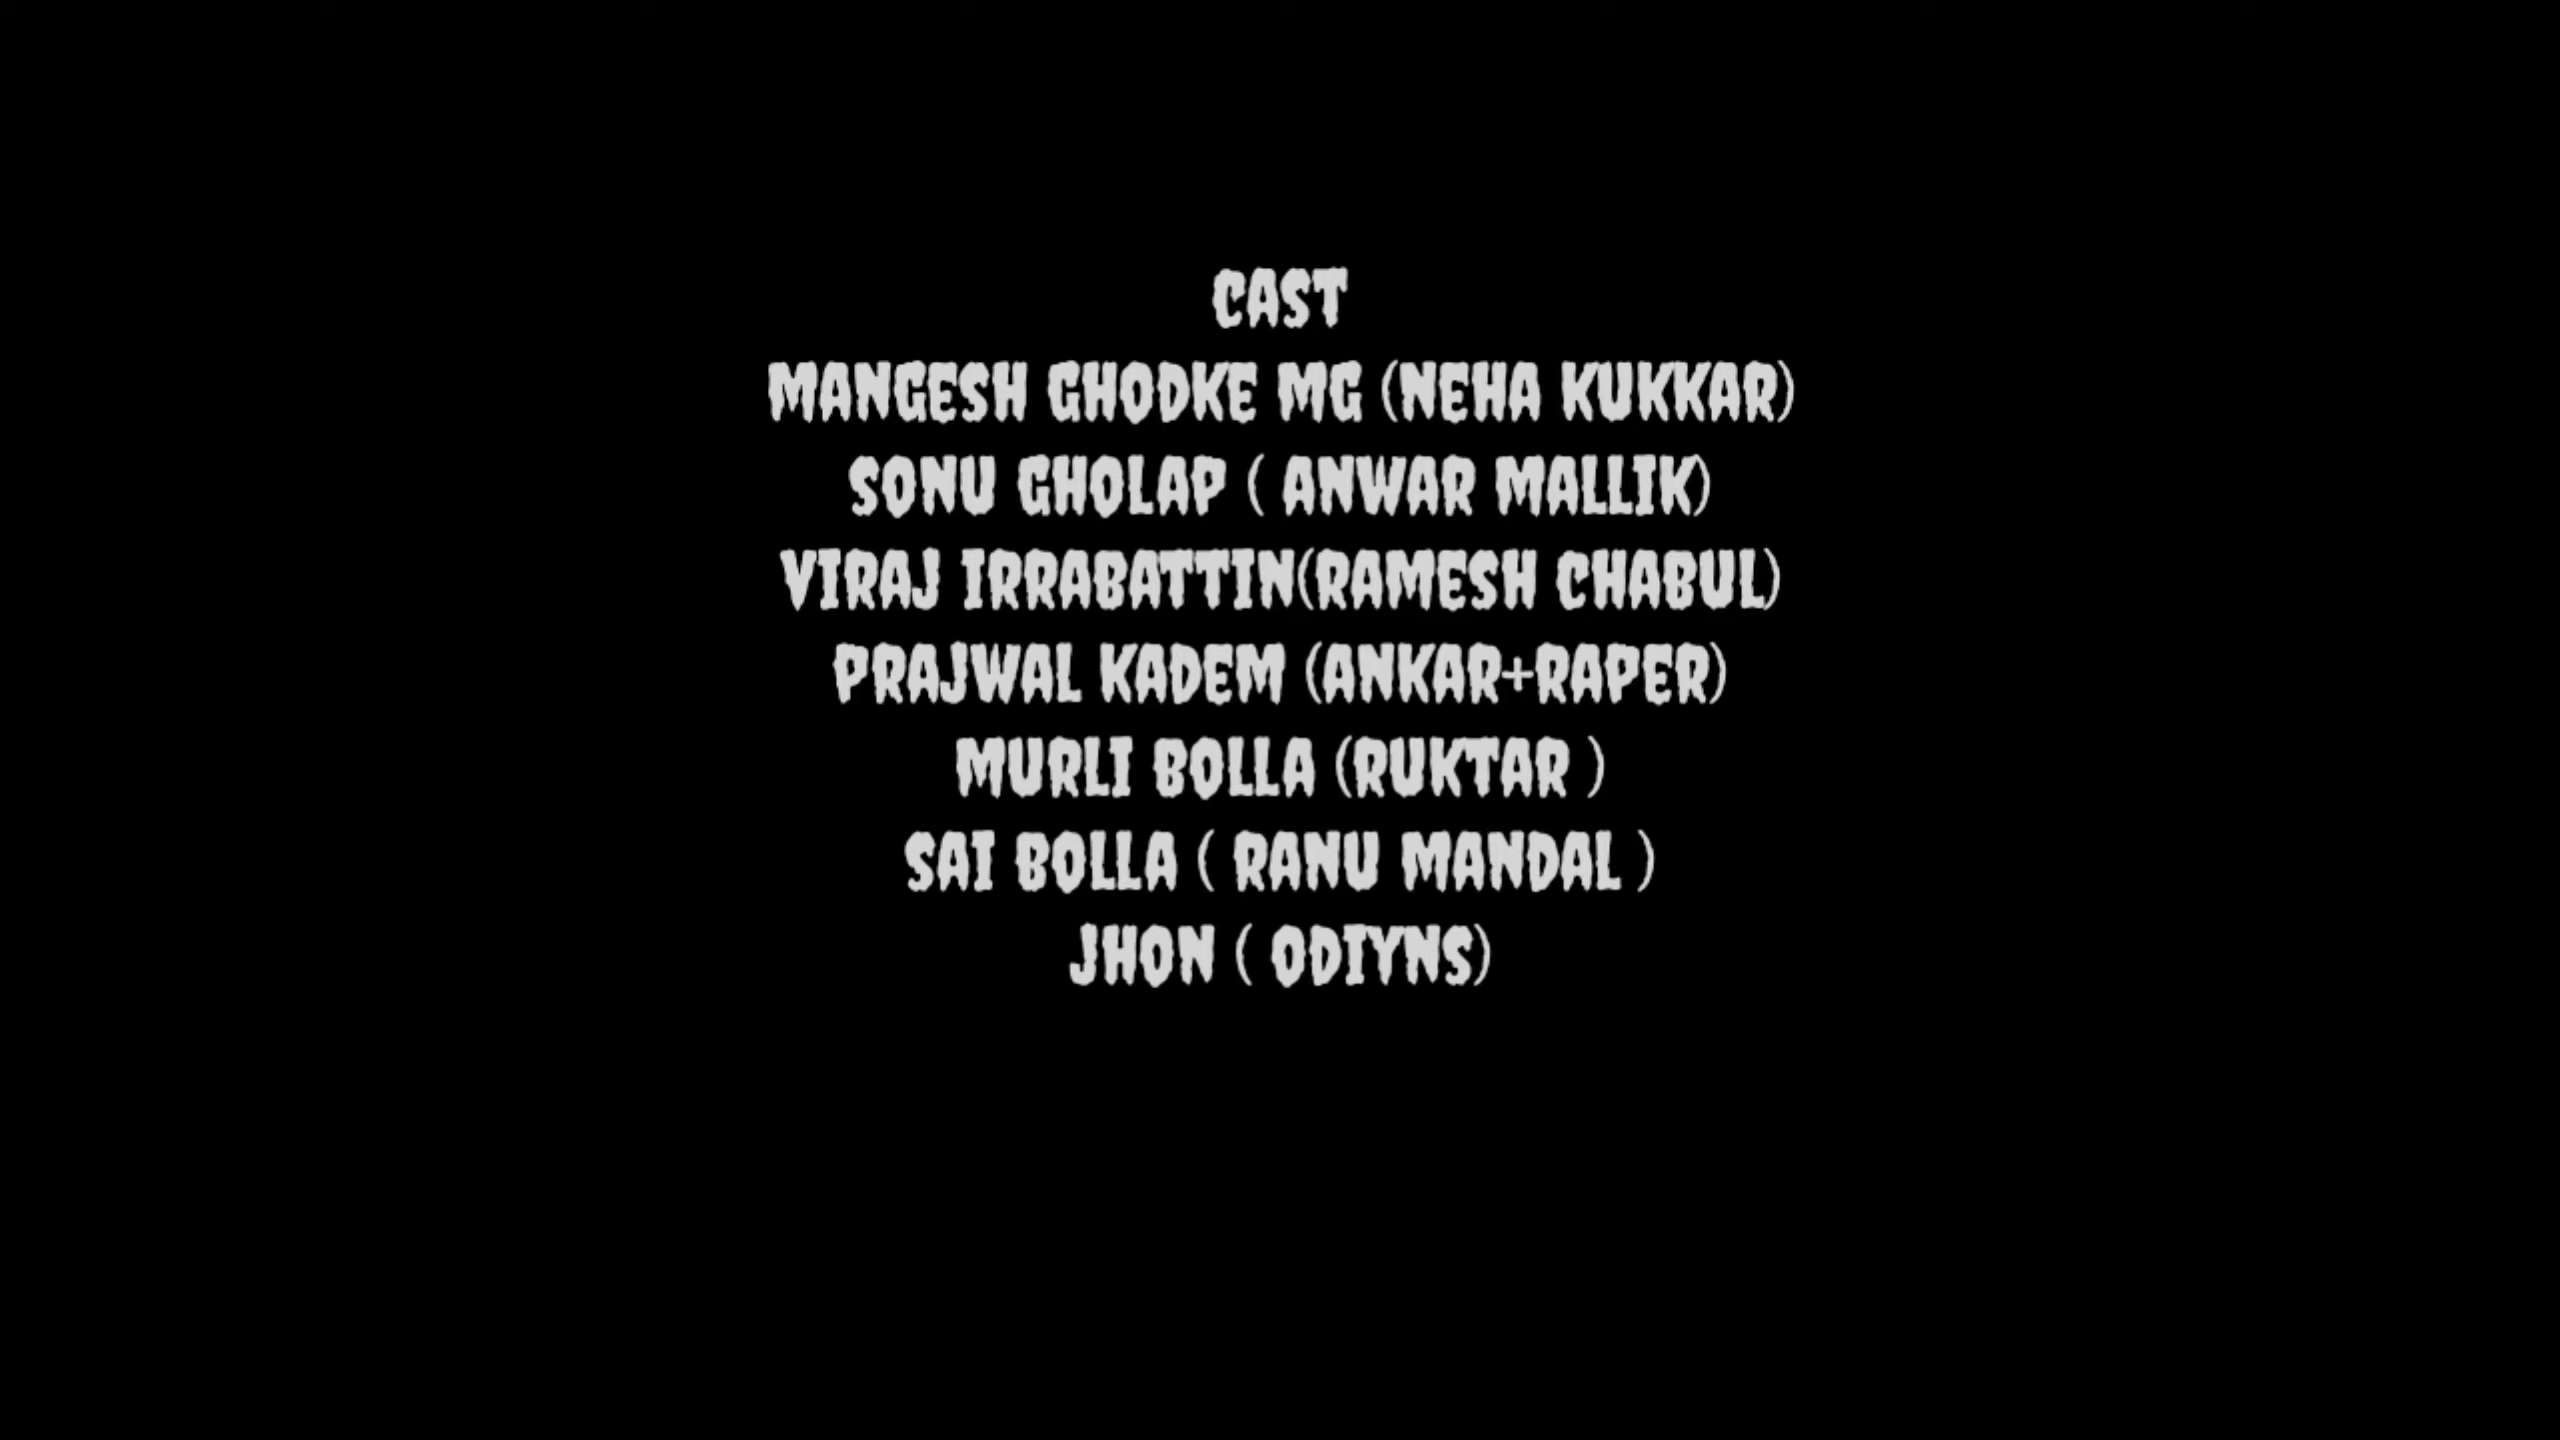 CAST
MANGESH GHODKE MG (NEHA KUKKAR)
SONU GHOLAP ( ANWAR MALLIK)
VIRAJ IRRABATTIN(RAMESH CHABUL)
PRAJWAL KADEM (ANKAR+RAPER)
MURLI BOLLA (RUKTAR )
SAI BOLLA ( RANU MANDAL )
JHON ( ODIYNS)